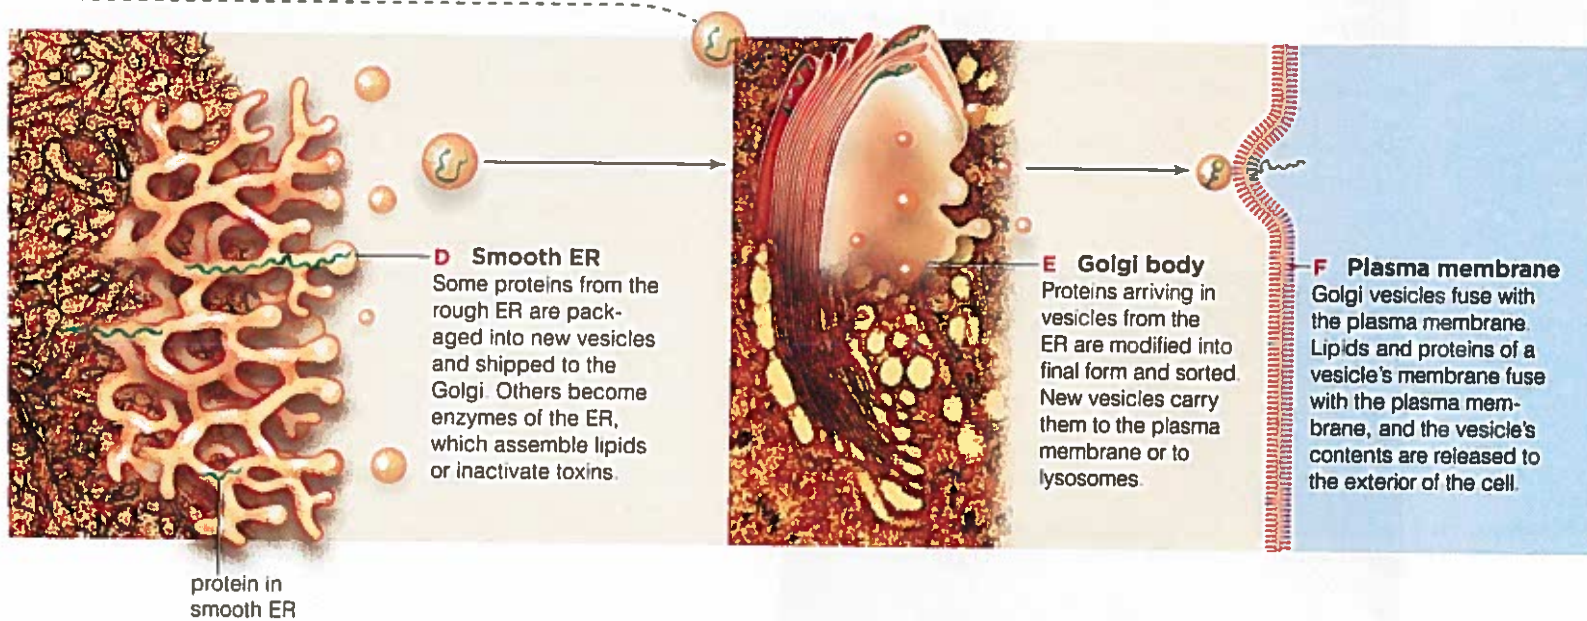 D Smooth ER
Some proteins from the
rough ER are pack-
aged into new vesicles
and shipped to the
Golgi. Others become
enzymes of the ER,
which assemble lipids
or inactivate toxins.
protein in
smooth ER
E Golgi body
Proteins arriving in
vesicles from the
ER are modified into
final form and sorted.
New vesicles carry
them to the plasma
membrane or to
lysosomes.
F Plasma membrane
Golgi vesicles fuse with
the plasma membrane.
Lipids and proteins of a
vesicle's membrane fuse
with the plasma mem-
brane, and the vesicle's
contents are released to
the exterior of the cell.